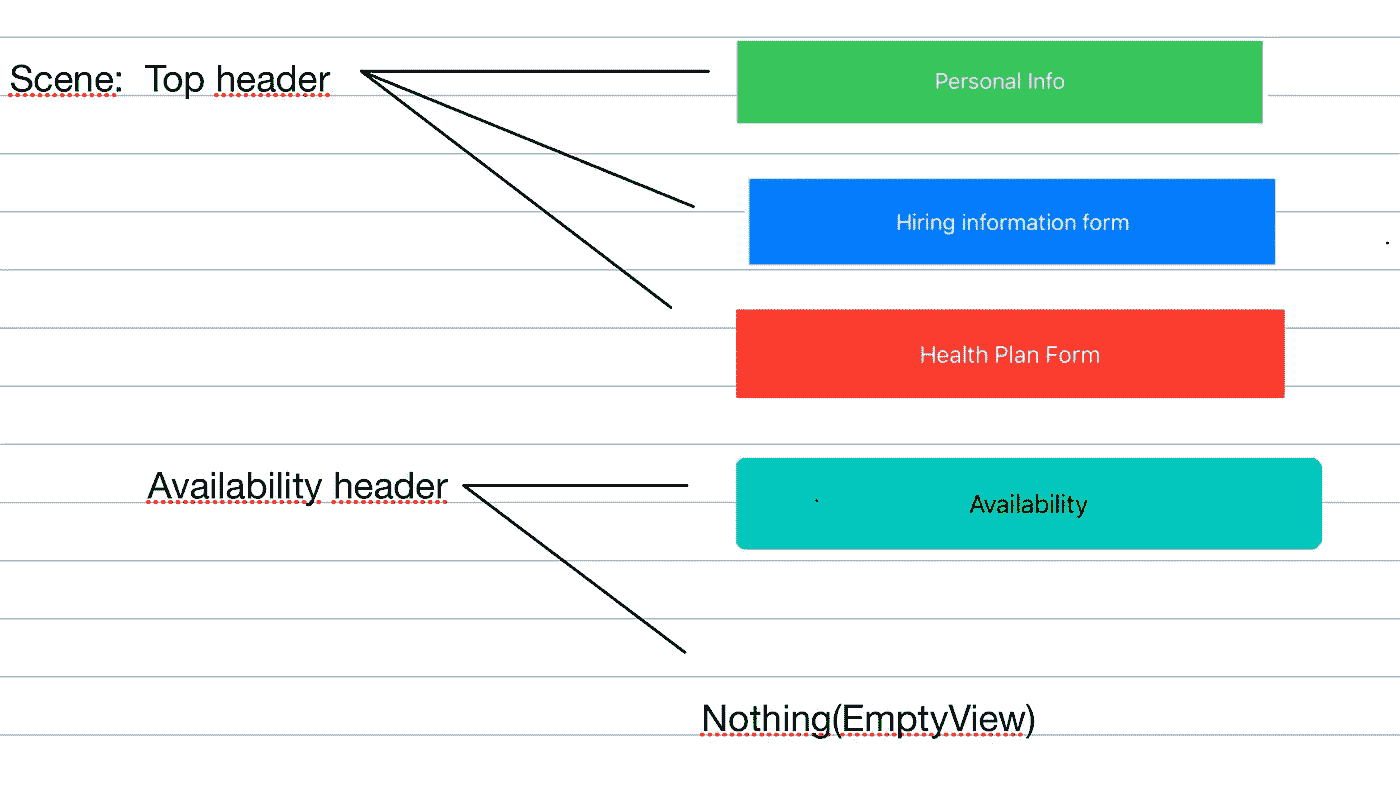 Scene: Top header
Personal Info
Hiring information form
Health Plan Form
Availability header
Availability
Nothing(EmptyView)